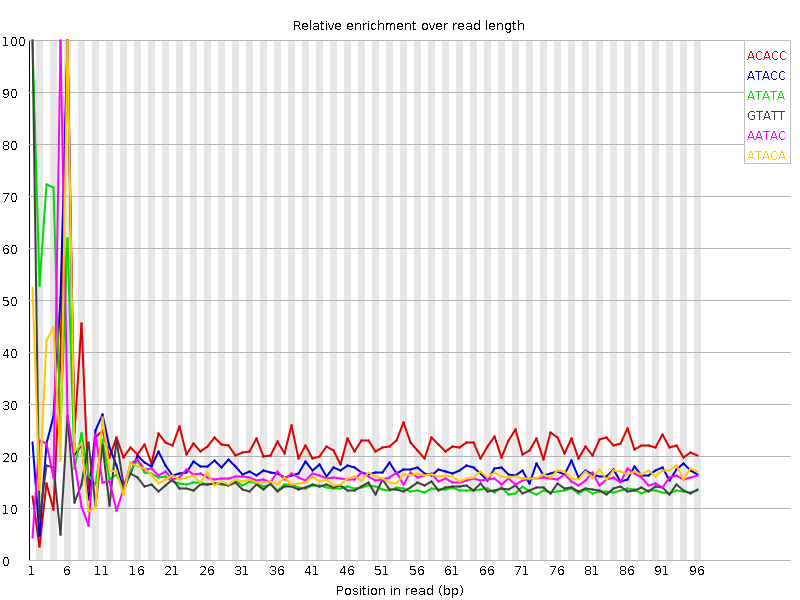 Relative enrichment over read length
100
90
80
70
60
50
40
30
20
10
0
ACACC
ATACC
ATATA
GTATT
AATAC
ATACA
1 6 11 16 21 26 31 36 41 46 51 56 61 66 71 76 81 86 91 96
Position in read (bp)